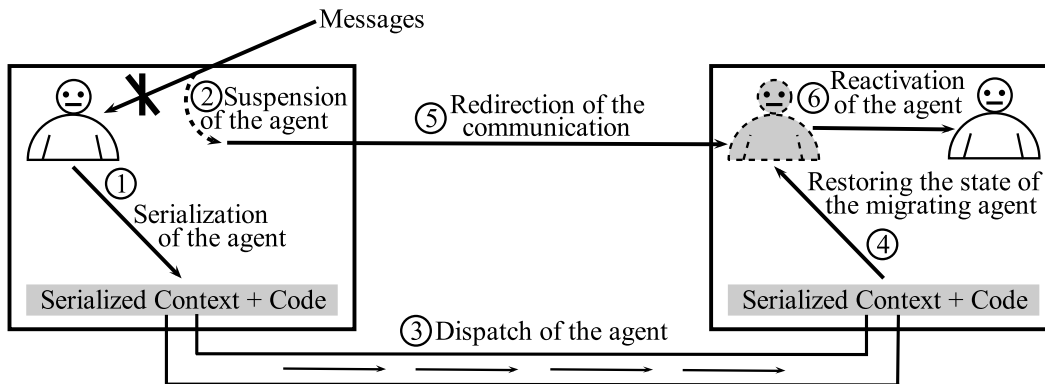 Messages
② Suspension
of the agent
① 
Serialization
of the agent
Serialized Context + Code
③ Dispatch of the agent
⑤ Redirection of the
communication
⑥ Reactivation
of the agent
Restoring the state of
the migrating agent
④
Serialized Context + Code